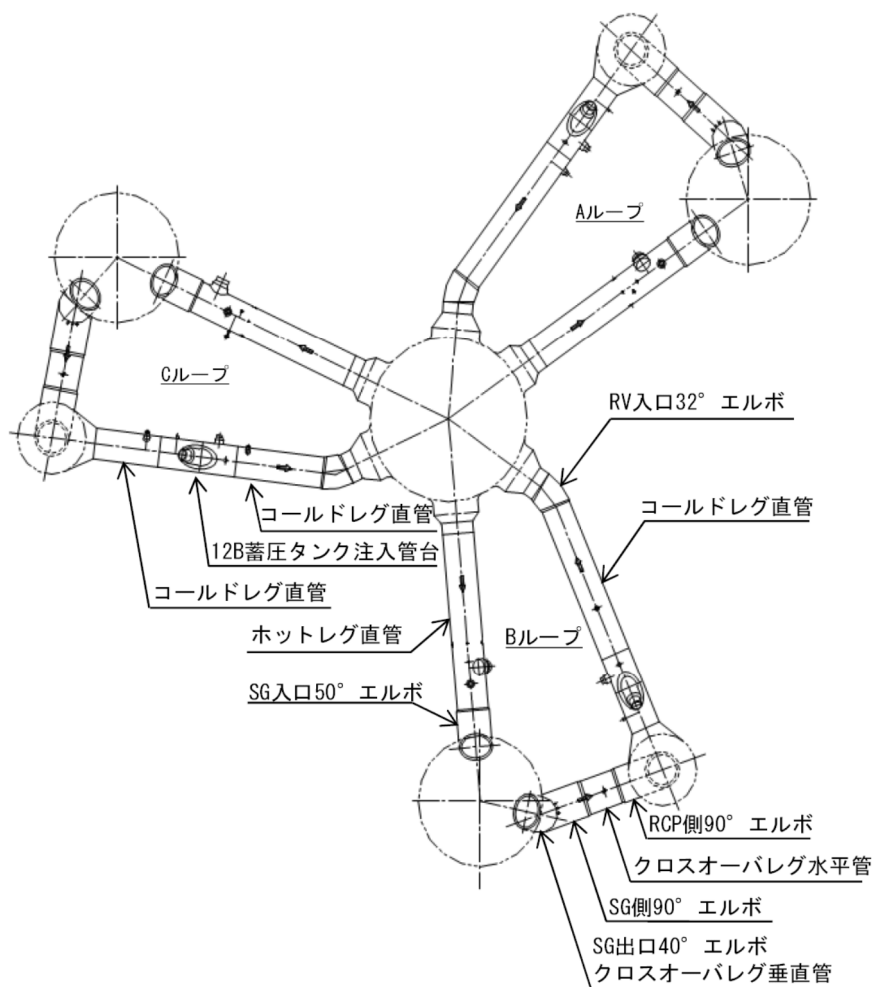 Aループ
Cループ
RV入口32°エルボ
コールドレグ直管
コールドレグ直管
12B蓄圧タンク注入管台
コールドレグ直管
ホットレグ直管
Bループ
SG入口50°エルボ
RCP側90°エルボ
クロスオーバレグ水平管
SG側90°エルボ
SG出口40°エルボ
クロスオーバレグ垂直管